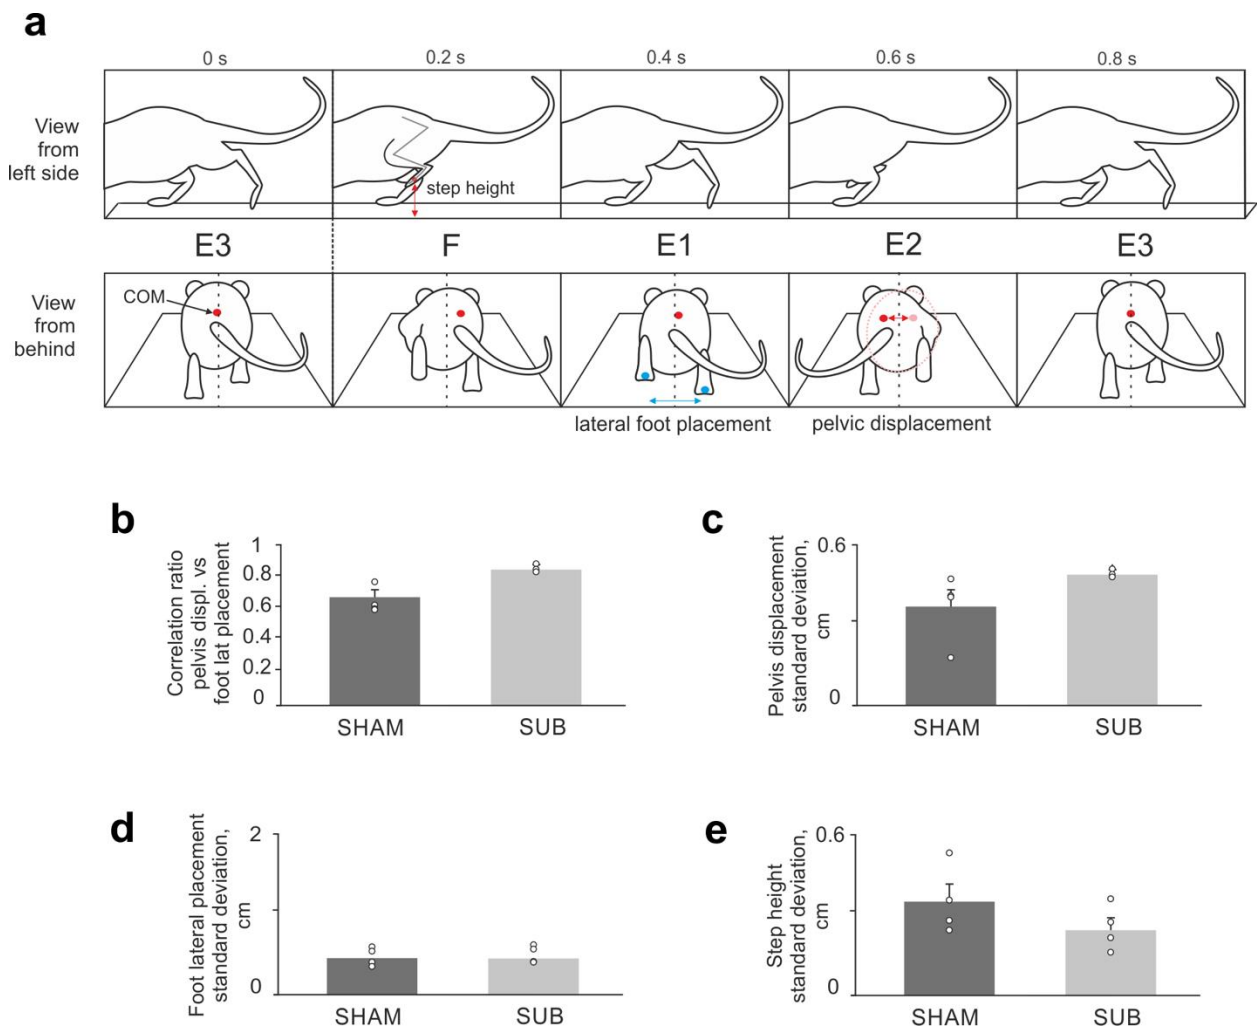 a
0 s
0.2 s
0.4 s
0.6 s
0.8 s
View
from
left side
step height
E3
F
E1
E2
E3
View
from
behind
COM
lateral foot placement
pelvic displacement
b
Correlation ratio
pelvis displ. vs
foot lat placement
1
0.8
0.6
0.4
0.2
0
SHAM
SUB
c
Pelvis displacement
standard deviation,
cm
0.6
0
SHAM
SUB
d
Foot lateral placement
standard deviation,
cm
2
0
SHAM
SUB
e
Step height
standard deviation,
cm
0.6
0
SHAM
SUB